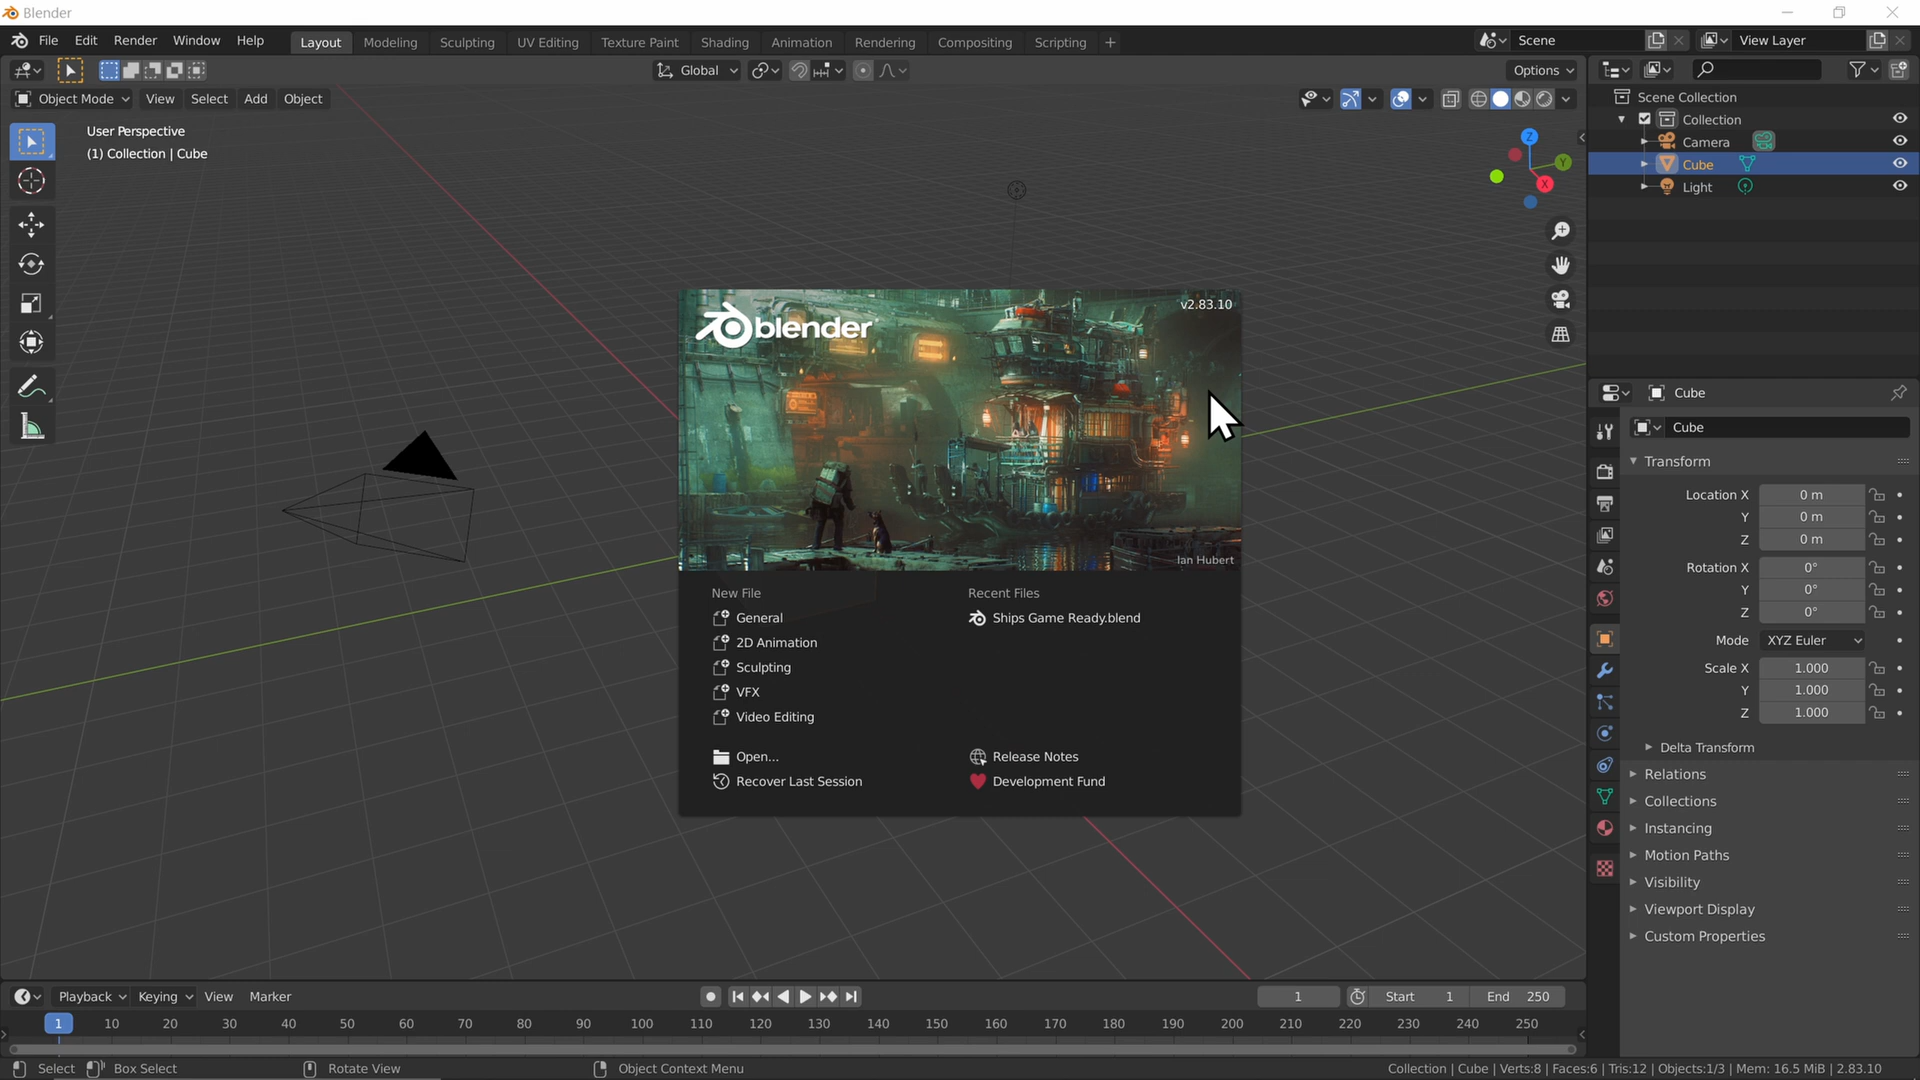 Blender
File Edit Render Window Help Layout Modeling Sculpting UV Editing Texture Paint Shading Animation Rendering Compositing Scripting + Scene View Layer
Global Options
Object Mode View Select Add Object
User Perspective
(1) Collection | Cube
Z
Y
X
Scene Collection
Collection
Camera
Cube
Light
blender
v2.83.10
Ian Hubert
New File
General
2D Animation
Sculpting
VFX
Video Editing
Open...
Recover Last Session
Recent Files
Ships Game Ready.blend
Release Notes
Development Fund
Cube
Cube
Transform
Location X 0 m
Y 0 m
Z 0 m
Rotation X 0°
Y 0°
Z 0°
Mode XYZ Euler
Scale X 1.000
Y 1.000
Z 1.000
Delta Transform
Relations
Collections
Instancing
Motion Paths
Visibility
Viewport Display
Custom Properties
Playback Keying View Marker 1 Start 1 End 250
1 10 20 30 40 50 60 70 80 90 100 110 120 130 140 150 160 170 180 190 200 210 220 230 240 250
Select Box Select Rotate View Object Context Menu Collection | Cube | Verts:8 | Faces:6 | Tris:12 | Objects:1/3 | Mem: 16.5 MiB | 2.83.10